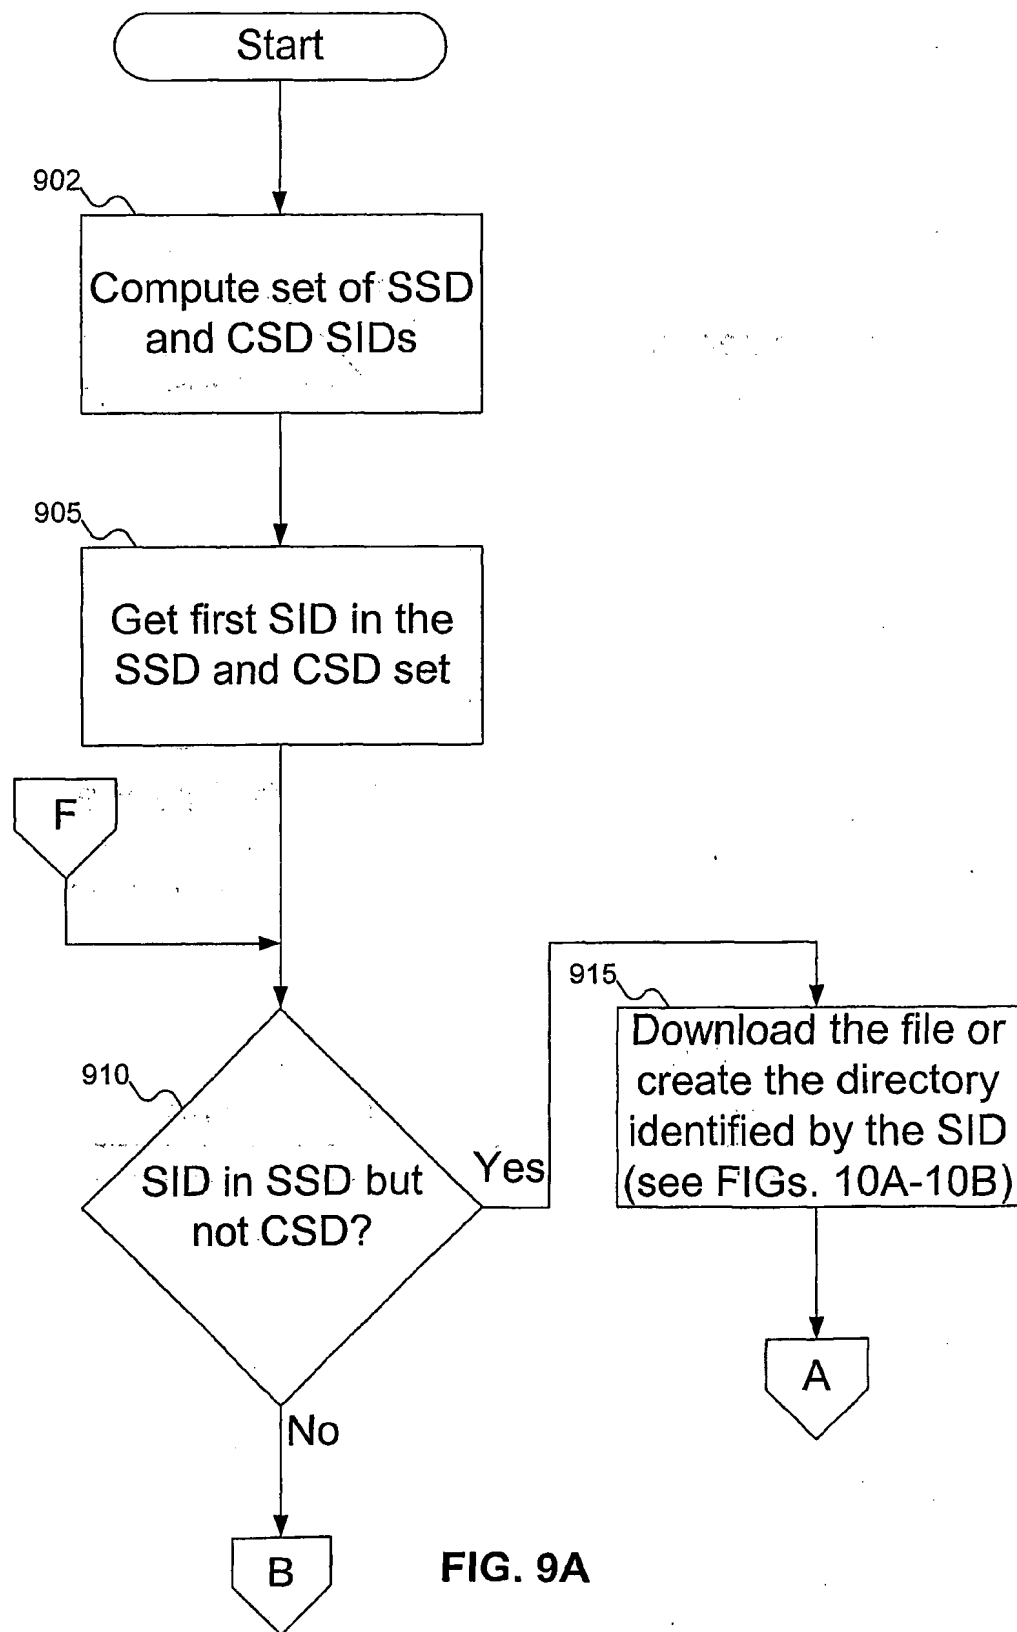 Start
902
Compute set of SSD
and CSD SIDs
905
Get first SID in the
SSD and CSD set
F
910
SID in SSD but
not CSD?
Yes
915
Download the file or
create the directory
identified by the SID
(see FIGs. 10A-10B)
A
No
B
FIG. 9A